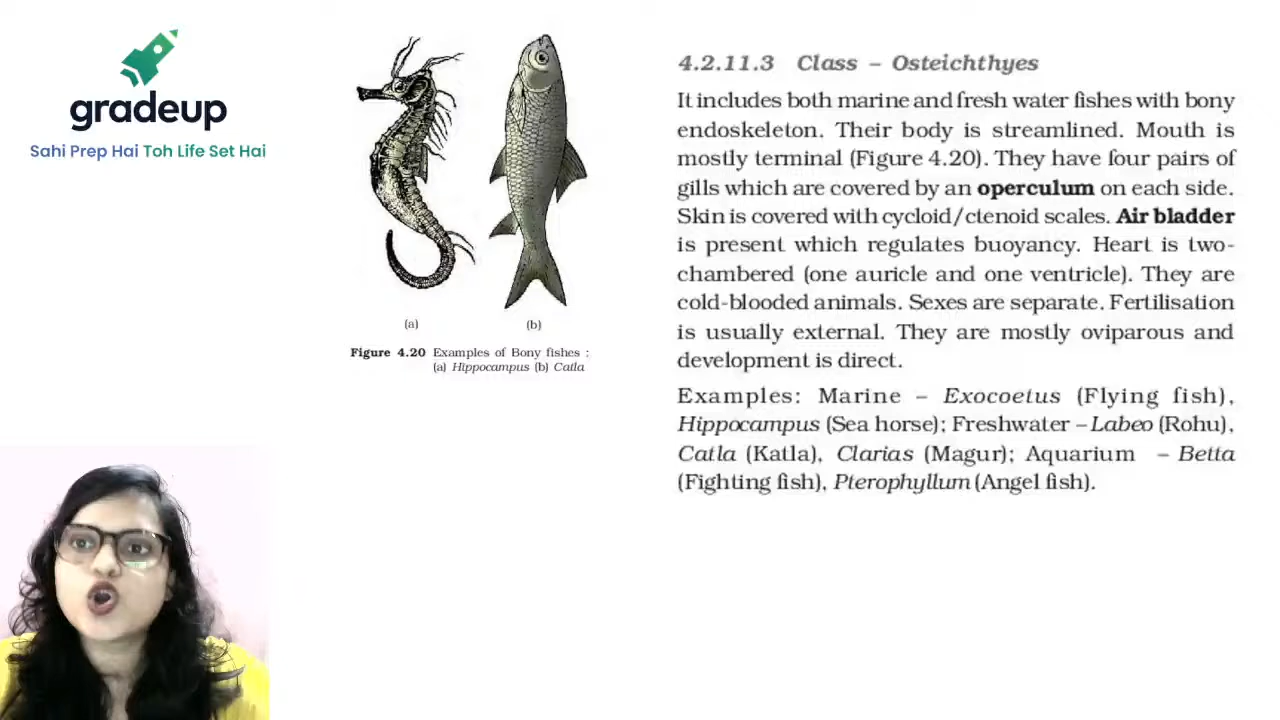 gradeup
Sahi Prep Hai Toh Life Set Hai
(a)
(b)
Figure 4.20 Examples of Bony fishes :
(a) Hippocampus (b) Catla
4.2.11.3 Class – Osteichthyes
It includes both marine and fresh water fishes with bony
endoskeleton. Their body is streamlined. Mouth is
mostly terminal (Figure 4.20). They have four pairs of
gills which are covered by an operculum on each side.
Skin is covered with cycloid/ctenoid scales. Air bladder
is present which regulates buoyancy. Heart is two-
chambered (one auricle and one ventricle). They are
cold-blooded animals. Sexes are separate. Fertilisation
is usually external. They are mostly oviparous and
development is direct.
Examples: Marine – Exocoetus (Flying fish),
Hippocampus (Sea horse); Freshwater – Labeo (Rohu),
Catla (Katla), Clarias (Magur); Aquarium – Betta
(Fighting fish), Pterophyllum (Angel fish).